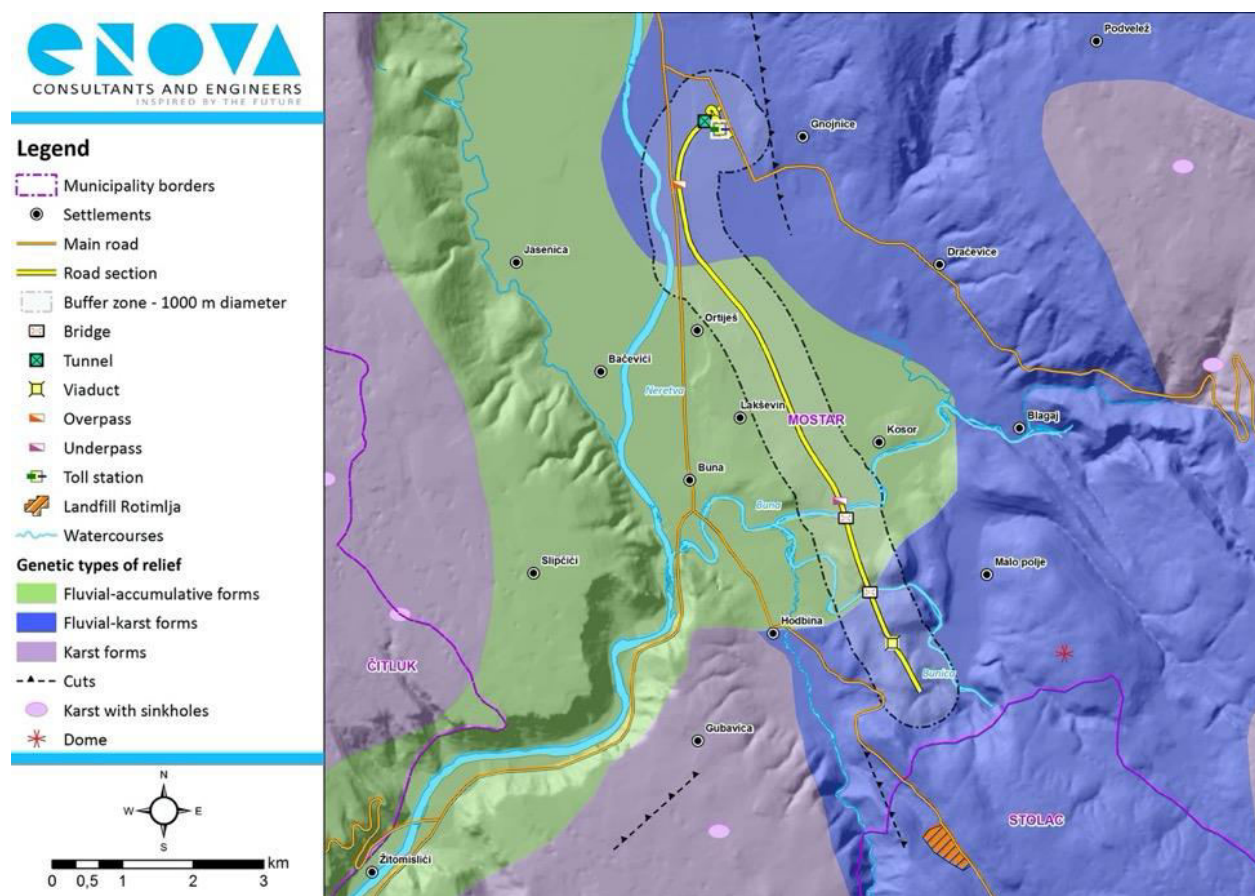 eNOVA
CONSULTANTS AND ENGINEERS
INSPIRED BY THE FUTURE
Legend
Municipality borders
Settlements
Main road
Road section
Buffer zone - 1000 m diameter
Bridge
Tunnel
Viaduct
Overpass
Underpass
Toll station
Landfill Rotimlja
Watercourses
Genetic types of relief
Fluvial-accumulative forms
Fluvial-karst forms
Karst forms
Cuts
Karst with sinkholes
Dome
N
W E
S
km
0 0,5 1 2 3
Podvelež
Gnojnice
Jasenica
Dračevice
Ortiješ
Bačevići
Neretva
Lakševin
MOSTAR
Blagaj
Kosor
Buna
Buna
Slipčići
Malo polje
Hodbina
ČITLUK
Bunica
Gubavica
STOLAC
Žitomislići